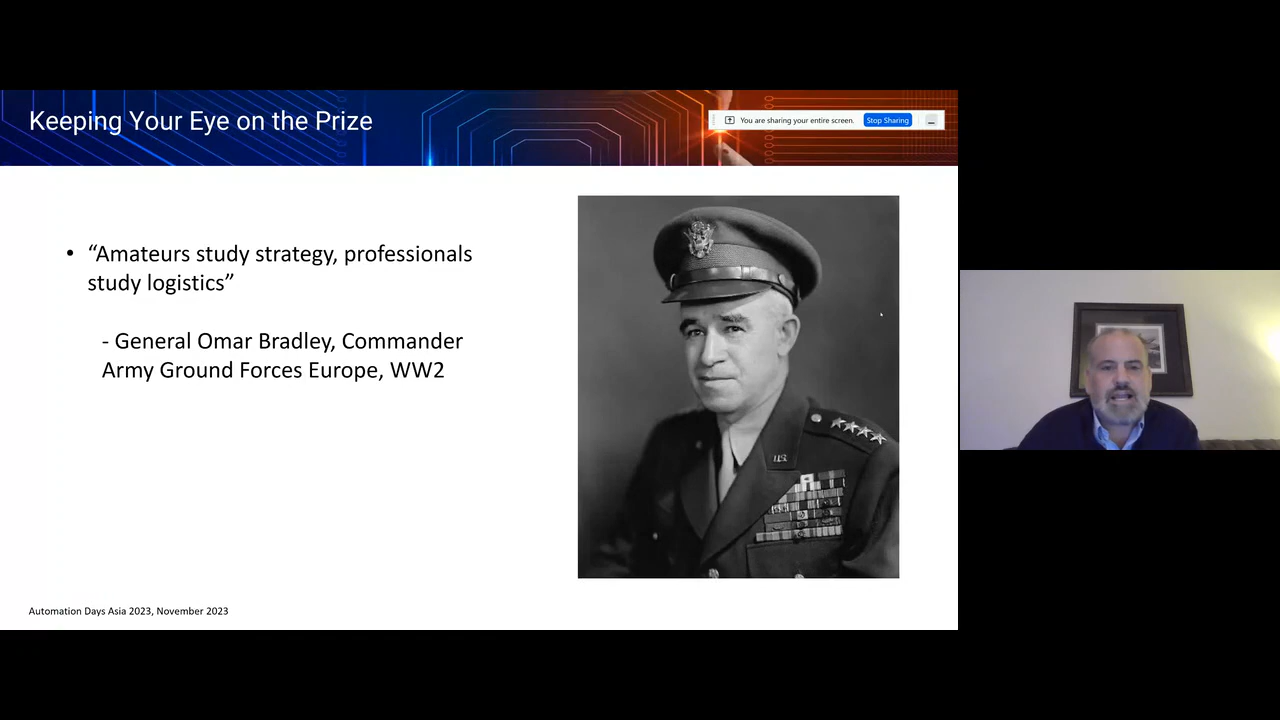 Keeping Your Eye on the Prize
You are sharing your entire screen. Stop Sharing
• “Amateurs study strategy, professionals
study logistics”
- General Omar Bradley, Commander
Army Ground Forces Europe, WW2
U.S.
Automation Days Asia 2023, November 2023